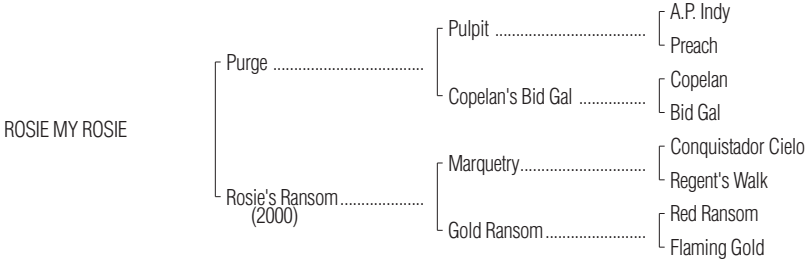 A.P. Indy
Pulpit ....................................
Preach
Purge ....................................
Copelan
Copelan's Bid Gal ................
Bid Gal
ROSIE MY ROSIE
Conquistador Cielo
Marquetry..............................
Regent's Walk
Rosie's Ransom....................
(2000)
Red Ransom
Gold Ransom........................
Flaming Gold